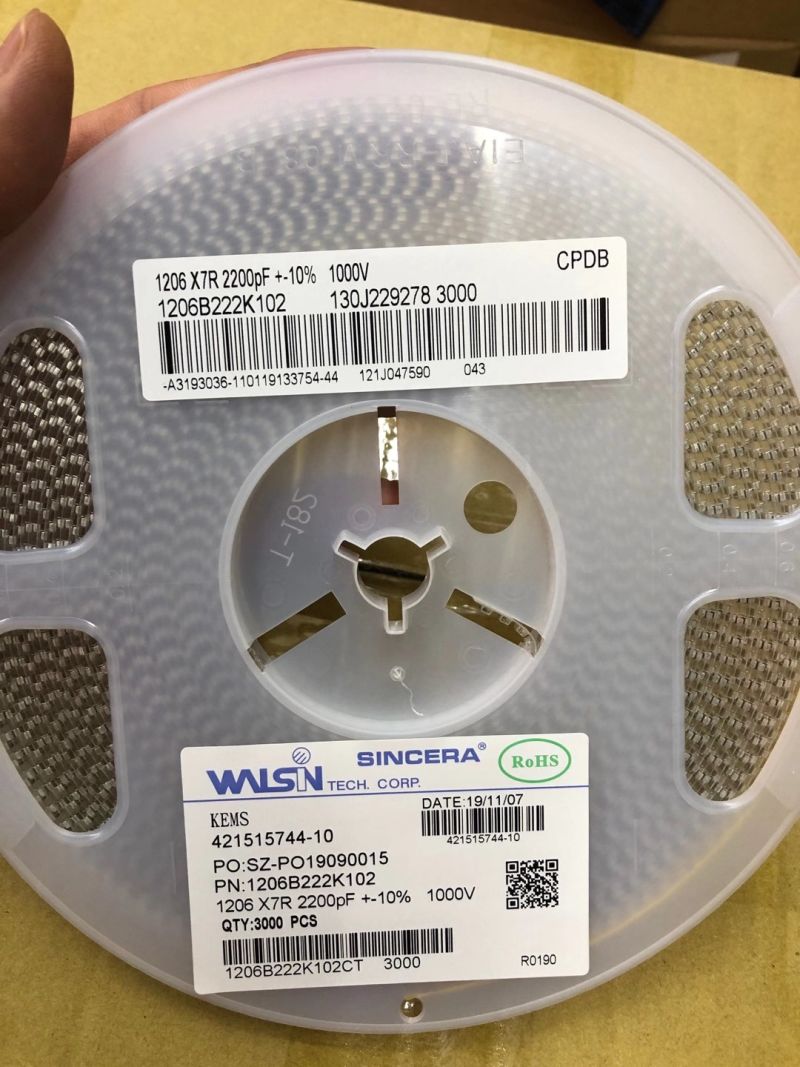 1206 X7R 2200pF +-10% 1000V
CPDB
1206B222K102 130J229278 3000
-A3193036-110119133754-44 121J047590 043
T-182
WALSIN TECH. CORP.
SINCERA®
RoHS
KEMS
DATE:19/11/07
421515744-10
421515744-10
PO:SZ-PO19090015
PN:1206B222K102
1206 X7R 2200pF +-10% 1000V
QTY:3000 PCS
1206B222K102CT 3000
R0190